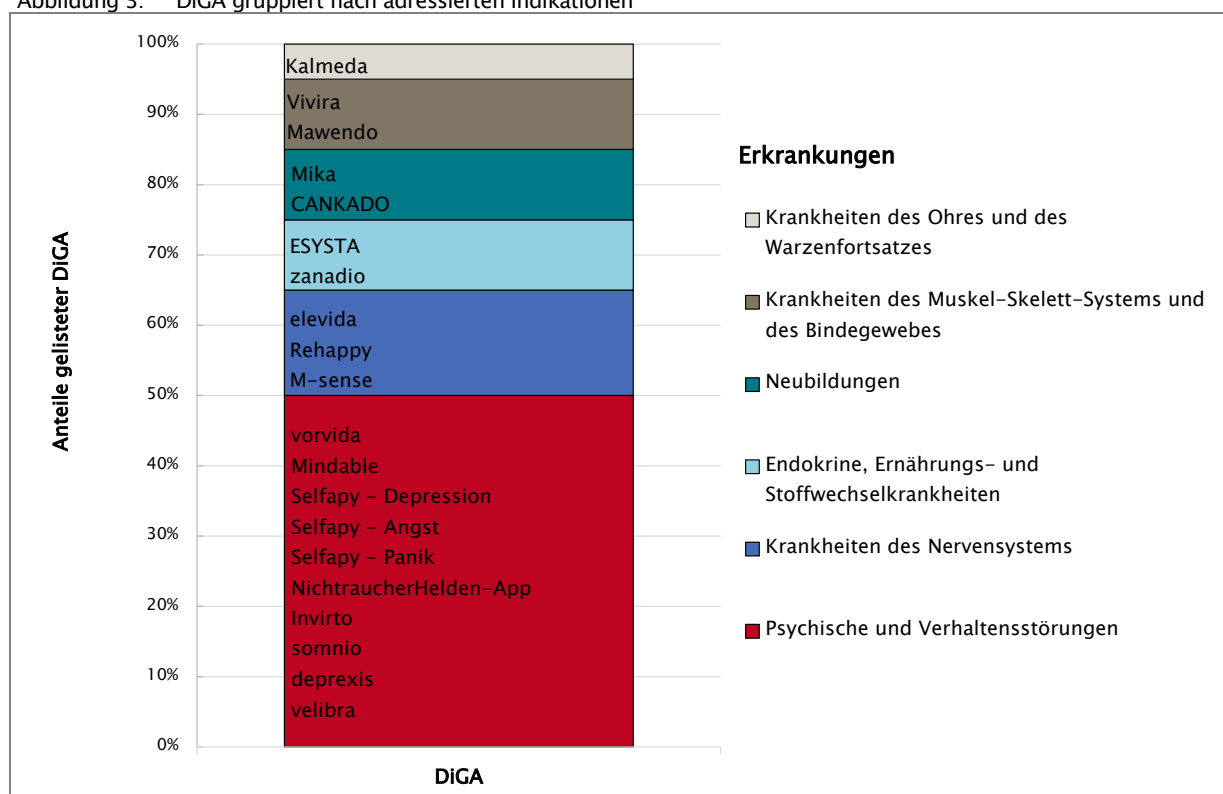 Abbildung 3: DiGA gruppiert nach adressierten Indikationen
100%
90%
80%
70%
60%
50%
40%
30%
20%
10%
0%
Anteile gelisteter DiGA
Kalmeda
Vivira
Mawendo
Mika
CANKADO
ESYSTA
zanadio
elevida
Rehappy
M-sense
vorvida
Mindable
Selfapy - Depression
Selfapy - Angst
Selfapy - Panik
NichtraucherHelden-App
Invirto
somnio
deprexis
velibra
DiGA
Erkrankungen
Krankheiten des Ohres und des
Warzenfortsatzes
Krankheiten des Muskel-Skelett-Systems und
des Bindegewebes
Neubildungen
Endokrine, Ernährungs- und
Stoffwechselkrankheiten
Krankheiten des Nervensystems
Psychische und Verhaltensstörungen